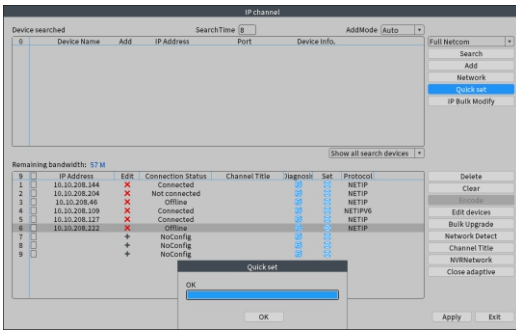 IP channel
Device searched SearchTime 8 AddMode Auto
0 Device Name Add IP Address Port Device Info. Full Netcom
Search
Add
Network
Quick set
IP Bulk Modify
Show all search devices
Remaining bandwidth: 57 M
9 IP Address Edit Connection Status Channel Title Diagnosis Set Protocol Delete
1 10.10.208.144 Connected NETIP
2 10.10.208.204 Not connected NETIP
3 10.10.208.46 Offline NETIP
4 10.10.208.109 Connected NETIPV6
5 10.10.208.127 Connected NETIP
6 10.10.208.222 Offline NETIP
7 NoConfig
8 NoConfig
9 NoConfig
Clear
Encode
Edit devices
Bulk Upgrade
Network Detect
Channel Title
NVRNetwork
Close adaptive
Quick set
OK
OK
Apply Exit